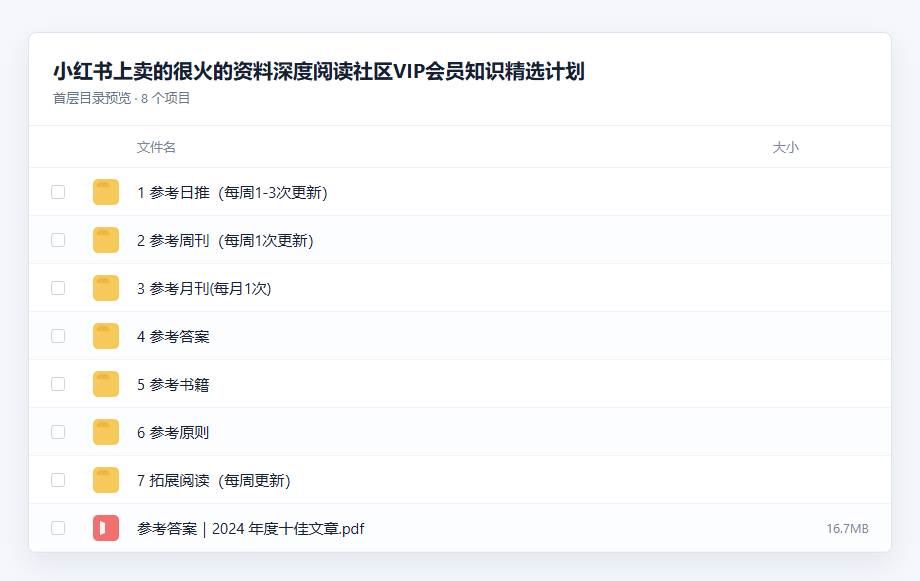 小红书上卖的很火的资料深度阅读社区VIP会员知识精选计划
首层目录预览 · 8 个项目
文件名 大小
1 参考日推（每周1-3次更新）
2 参考周刊（每周1次更新）
3 参考月刊(每月1次)
4 参考答案
5 参考书籍
6 参考原则
7 拓展阅读（每周更新）
参考答案｜2024 年度十佳文章.pdf 16.7MB